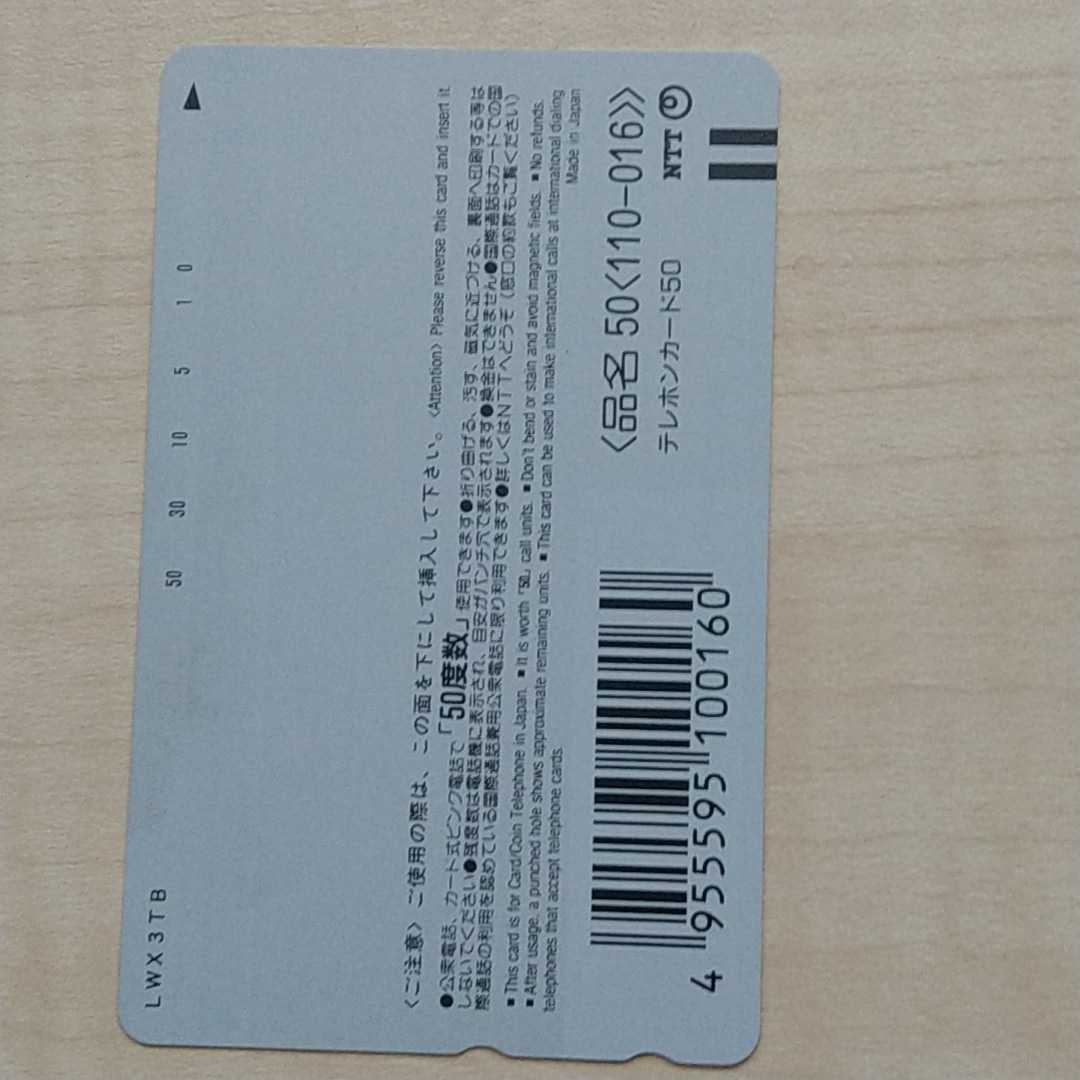 LWX3TB
50 30 10 5 1 0
〈ご注意〉ご使用の際は、この面を下にして挿入して下さい。〈Attention〉Please reverse this card and insert it.
●公衆電話、カード式ピンク電話で「50度数」使用できます●折り曲げる、汚す、磁気に近づける、裏面へ印刷する等は
しないでください●残度数は電話機に表示され、目安がパンチ穴で表示されます●換金はできません●国際通話はカードでの国
際通話の利用を認めている国際通話兼用公衆電話に限り利用できます●詳しくはNTTへどうぞ（窓口の約款もご覧ください）
■This card is for Card/Coin Telephone in Japan. ■It is worth「50」call units. ■Don't bend or stain and avoid magnetic fields. ■No refunds.
■After usage, a punched hole shows approximate remaining units. ■This card can be used to make international calls at international dialing
telephones that accept telephone cards.
Made in Japan
〈品名 50〈110-016〉〉
テレホンカード50
NTT
4 955595 100160